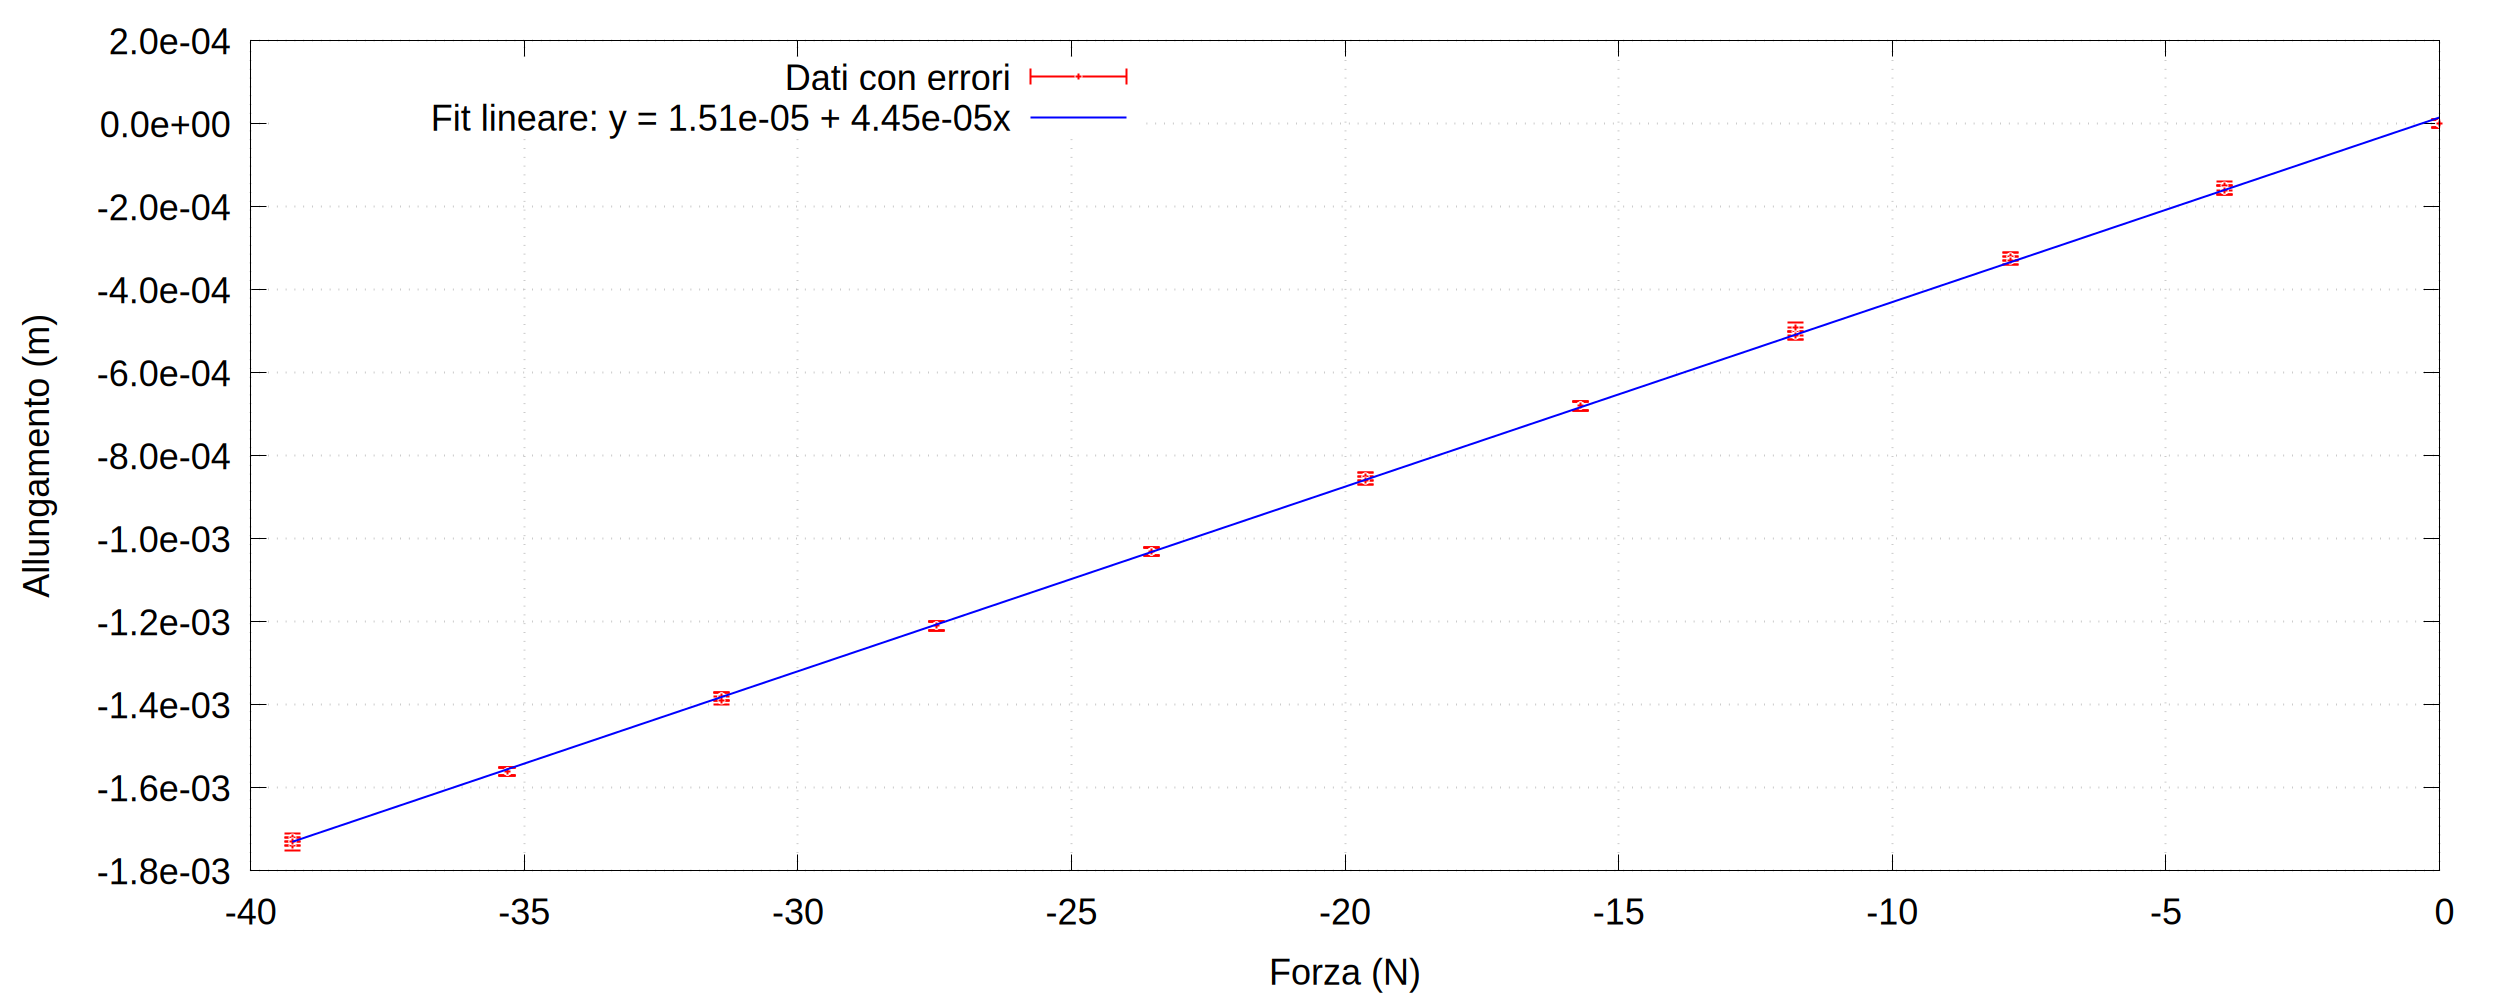 2.0e-04
0.0e+00
-2.0e-04
-4.0e-04
-6.0e-04
-8.0e-04
-1.0e-03
-1.2e-03
-1.4e-03
-1.6e-03
-1.8e-03
Allungamento (m)
Dati con errori
Fit lineare: y = 1.51e-05 + 4.45e-05x
-40 -35 -30 -25 -20 -15 -10 -5 0
Forza (N)